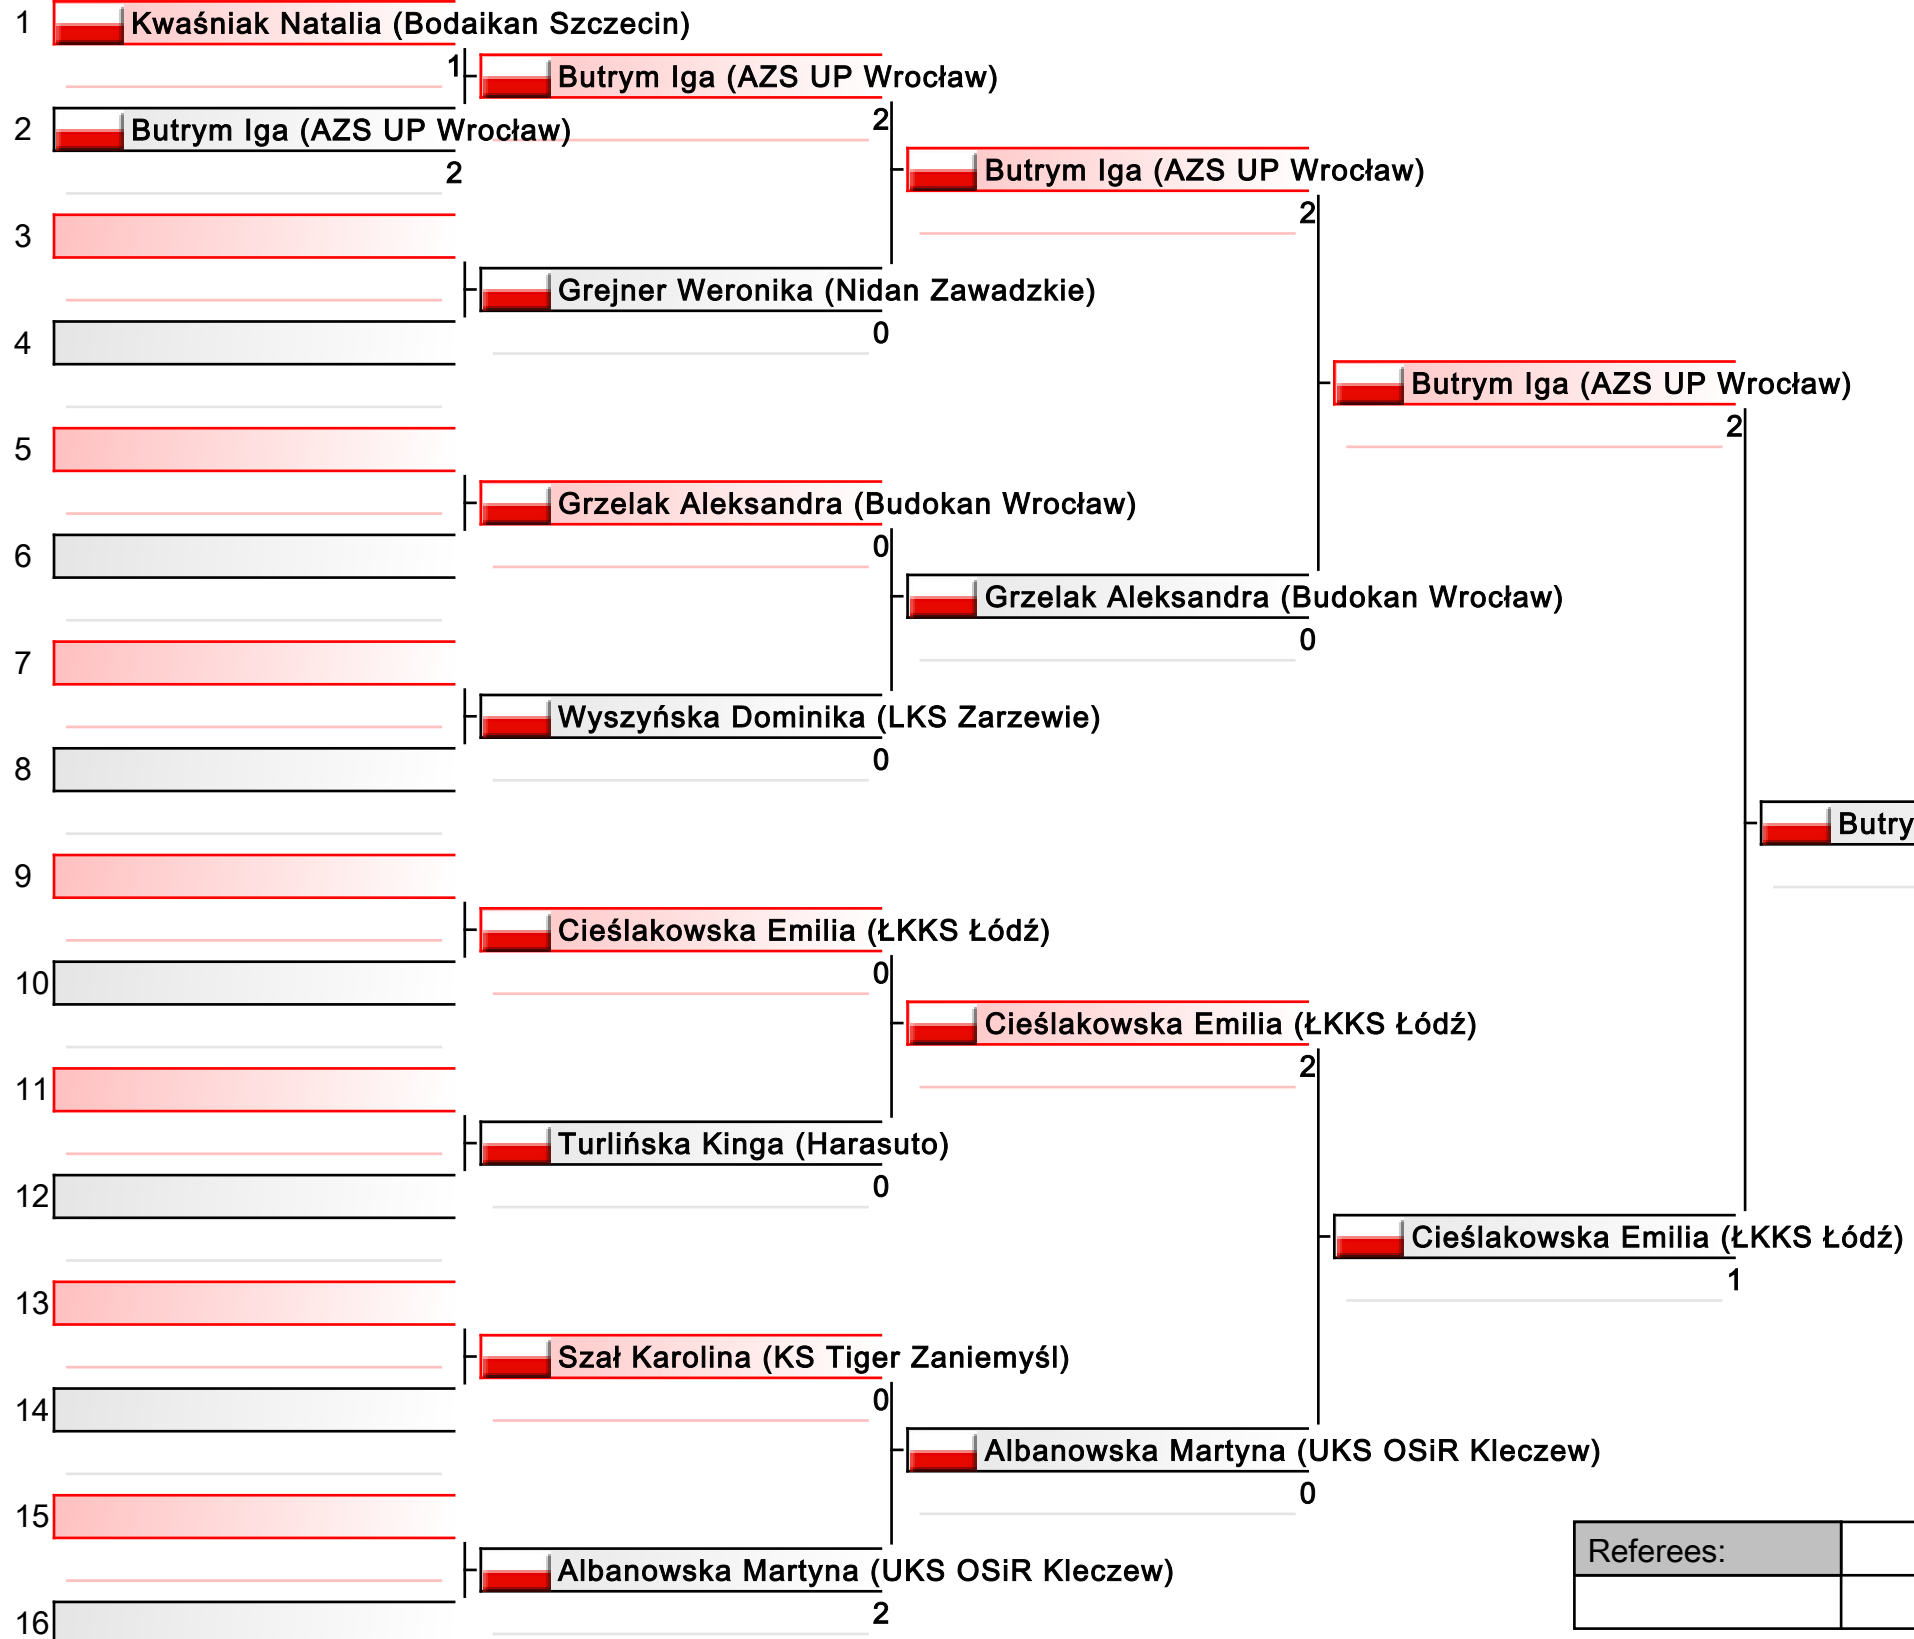 1 Kwaśniak Natalia (Bodaikan Szczecin)
1
Butrym Iga (AZS UP Wrocław)
2
2 Butrym Iga (AZS UP Wrocław)
2
Butrym Iga (AZS UP Wrocław)
2
3
Grejner Weronika (Nidan Zawadzkie)
0
4
Butrym Iga (AZS UP Wrocław)
2
5
Grzelak Aleksandra (Budokan Wrocław)
0
6
Grzelak Aleksandra (Budokan Wrocław)
0
7
Wyszyńska Dominika (LKS Zarzewie)
0
8
Butry
9
Cieślakowska Emilia (ŁKKS Łódź)
0
10
Cieślakowska Emilia (ŁKKS Łódź)
2
11
Turlińska Kinga (Harasuto)
0
12
Cieślakowska Emilia (ŁKKS Łódź)
1
13
Szał Karolina (KS Tiger Zaniemyśl)
0
14
Albanowska Martyna (UKS OSiR Kleczew)
0
15
Albanowska Martyna (UKS OSiR Kleczew)
2
16
Referees: